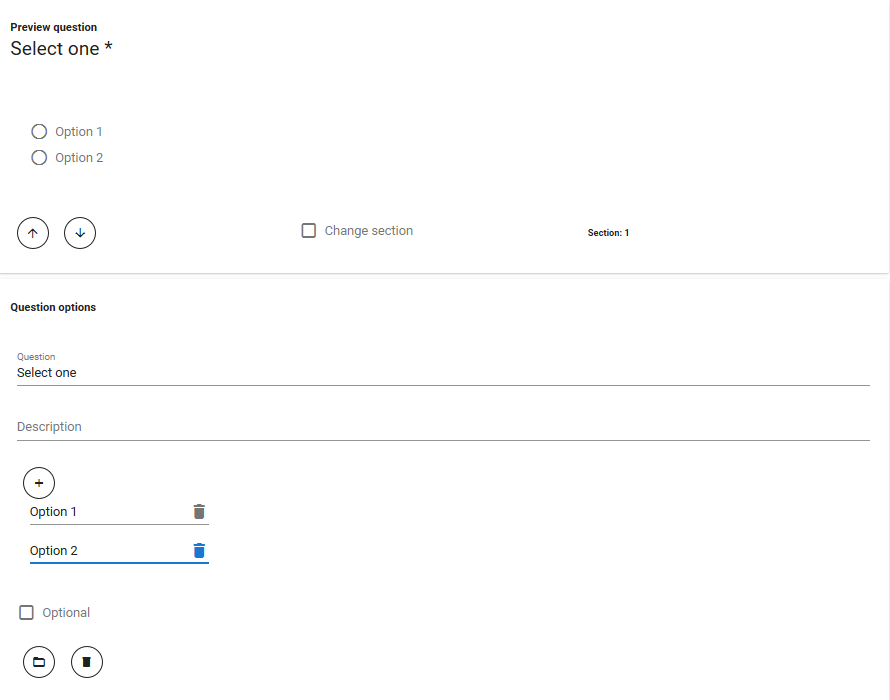 Preview question
Select one *
Option 1
Option 2
Change section
Section: 1
Question options
Question
Select one
Description
Option 1
Option 2
Optional